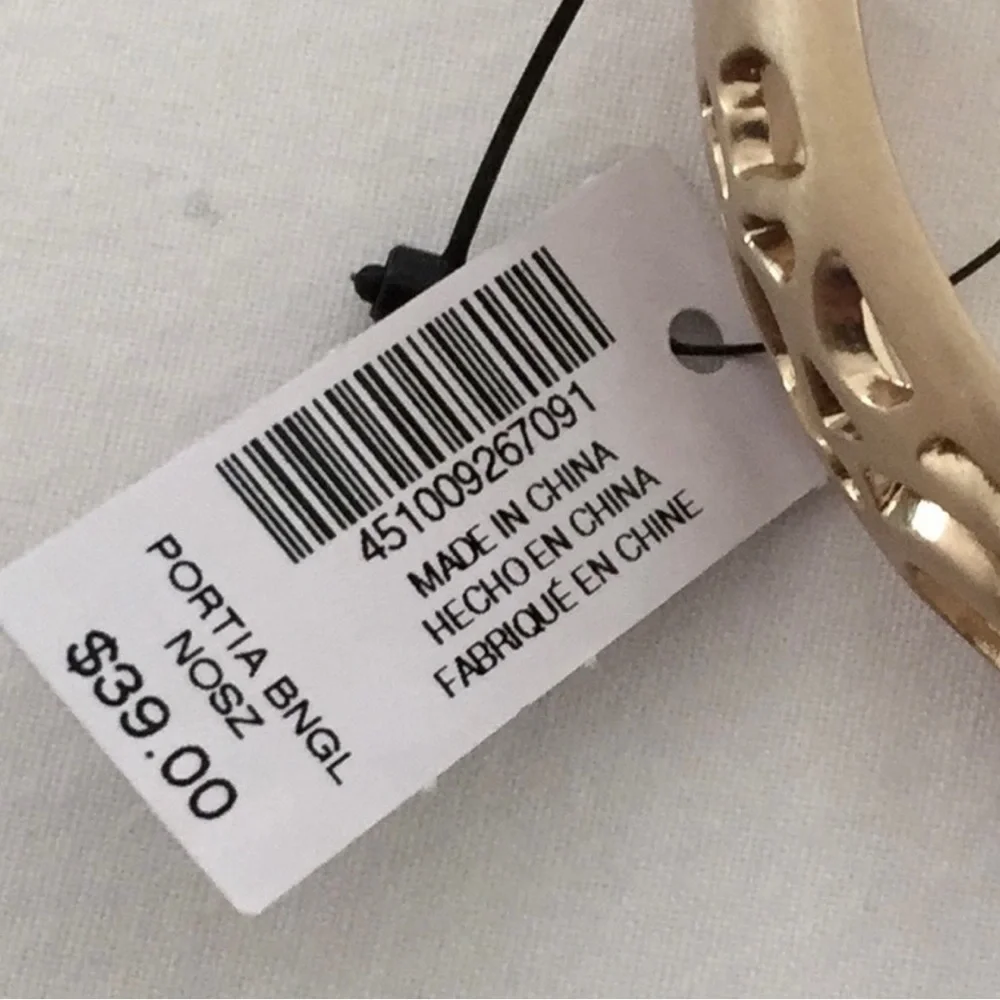 451009267091
MADE IN CHINA
HECHO EN CHINA
FABRIQUÉ EN CHINE
PORTIA BNGL
NOSZ
$39.00